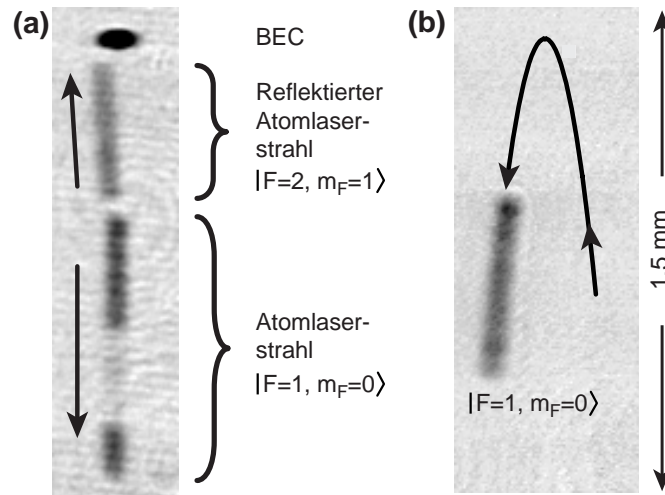 (a)
BEC
Reflektierter
Atomlaser-
strahl
|F=2, m_F=1⟩
Atomlaser-
strahl
|F=1, m_F=0⟩
(b)
|F=1, m_F=0⟩
1.5 mm